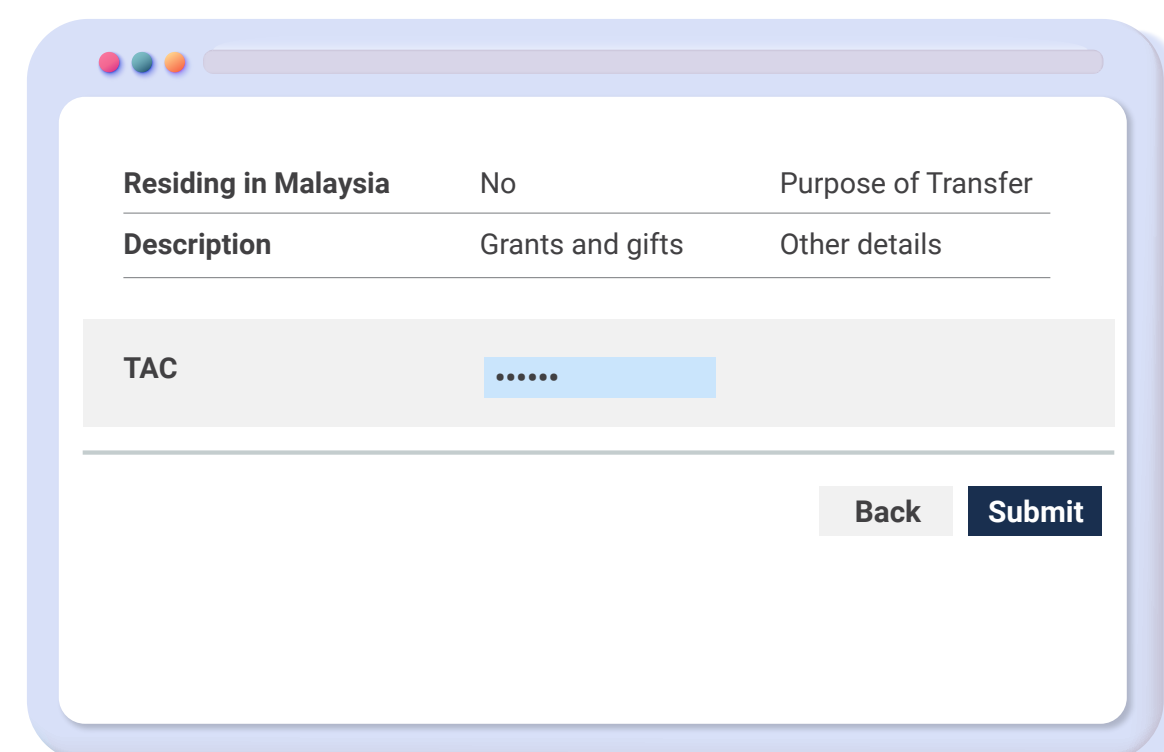 Residing in Malaysia No Purpose of Transfer
Description Grants and gifts Other details
TAC ••••••
Back Submit